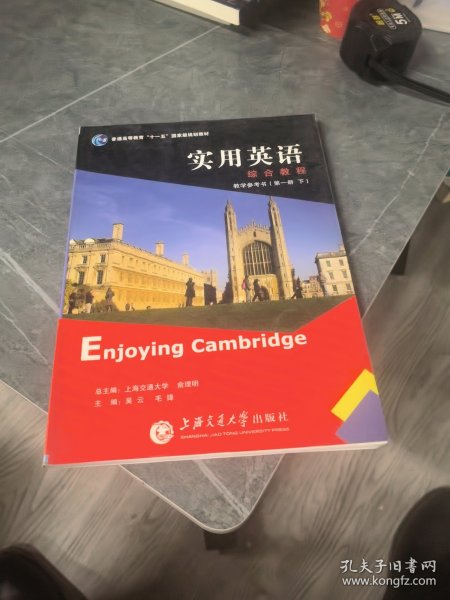 5M
普通高等教育“十一五”国家级规划教材
实用英语
综合教程
教学参考书(第一册 下)
Enjoying Cambridge
总主编:上海交通大学 俞理明
主 编:吴 云 毛 锋
上海交通大学出版社
SHANGHAI JIAO TONG UNIVERSITY PRESS
孔夫子旧书网
www.kongfz.com